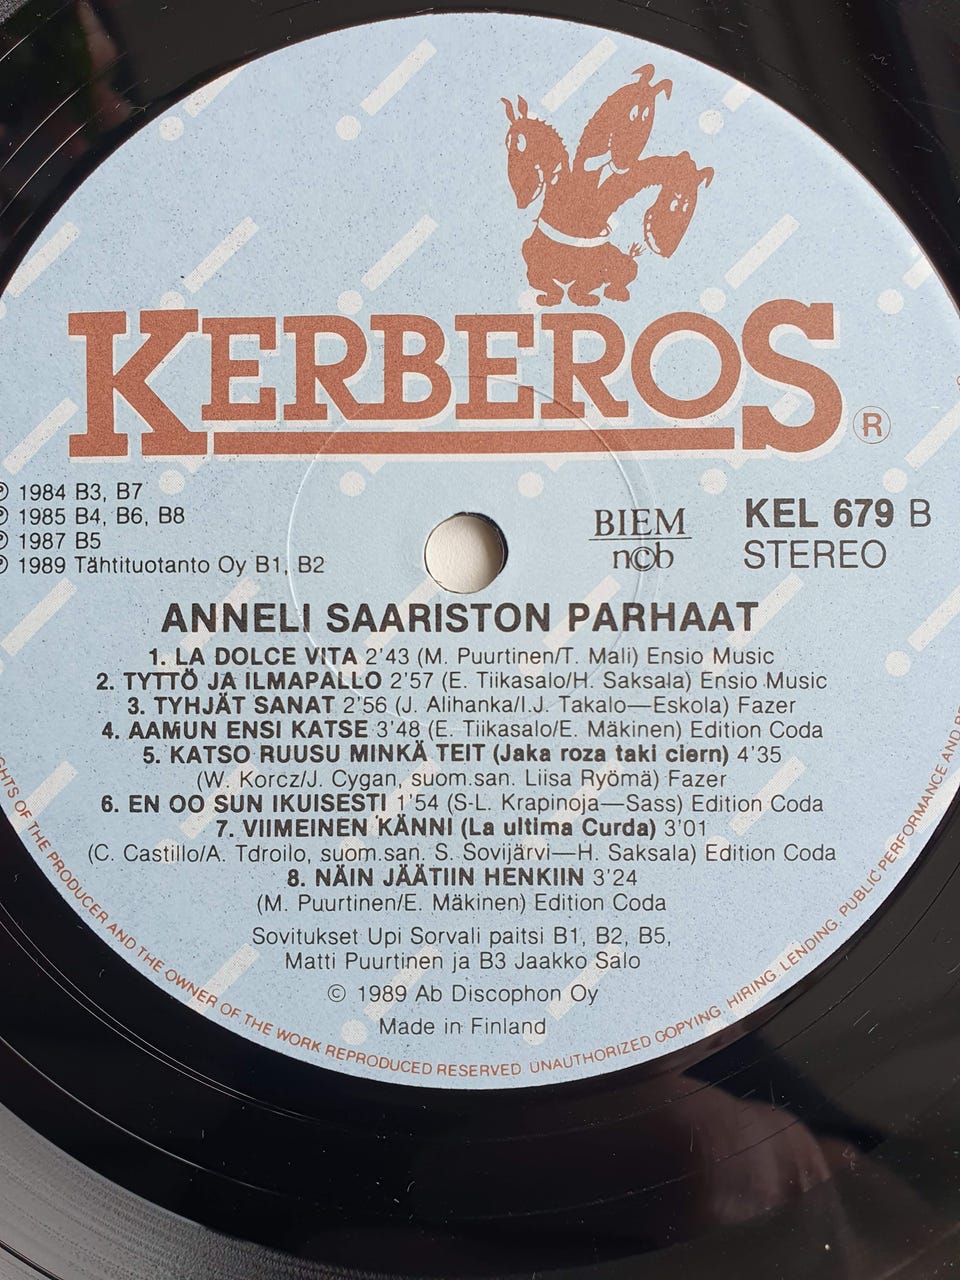 KERBEROS
®
℗ 1984 B3, B7
℗ 1985 B4, B6, B8
℗ 1987 B5
℗ 1989 Tähtituotanto Oy B1, B2
BIEM
n©b
KEL 679 B
STEREO
ANNELI SAARISTON PARHAAT
1. LA DOLCE VITA 2'43 (M. Puurtinen/T. Mali) Ensio Music
2. TYTTÖ JA ILMAPALLO 2'57 (E. Tiikasalo/H. Saksala) Ensio Music
3. TYHJÄT SANAT 2'56 (J. Alihanka/I.J. Takalo—Eskola) Fazer
4. AAMUN ENSI KATSE 3'48 (E. Tiikasalo/E. Mäkinen) Edition Coda
5. KATSO RUUSU MINKÄ TEIT (Jaka roza taki ciern) 4'35
(W. Korcz/J. Cygan, suom.san. Liisa Ryömä) Fazer
6. EN OO SUN IKUISESTI 1'54 (S-L. Krapinoja—Sass) Edition Coda
7. VIIMEINEN KÄNNI (La ultima Curda) 3'01
(C. Castillo/A. Tdroilo, suom.san. S. Sovijärvi—H. Saksala) Edition Coda
8. NÄIN JÄÄTIIN HENKIIN 3'24
(M. Puurtinen/E. Mäkinen) Edition Coda
Sovitukset Upi Sorvali paitsi B1, B2, B5,
Matti Puurtinen ja B3 Jaakko Salo
© 1989 Ab Discophon Oy
Made in Finland
OF THE PRODUCER AND THE OWNER OF THE WORK REPRODUCED RESERVED. UNAUTHORIZED COPYING, HIRING, LENDING, PUBLIC PERFORMANCE AND